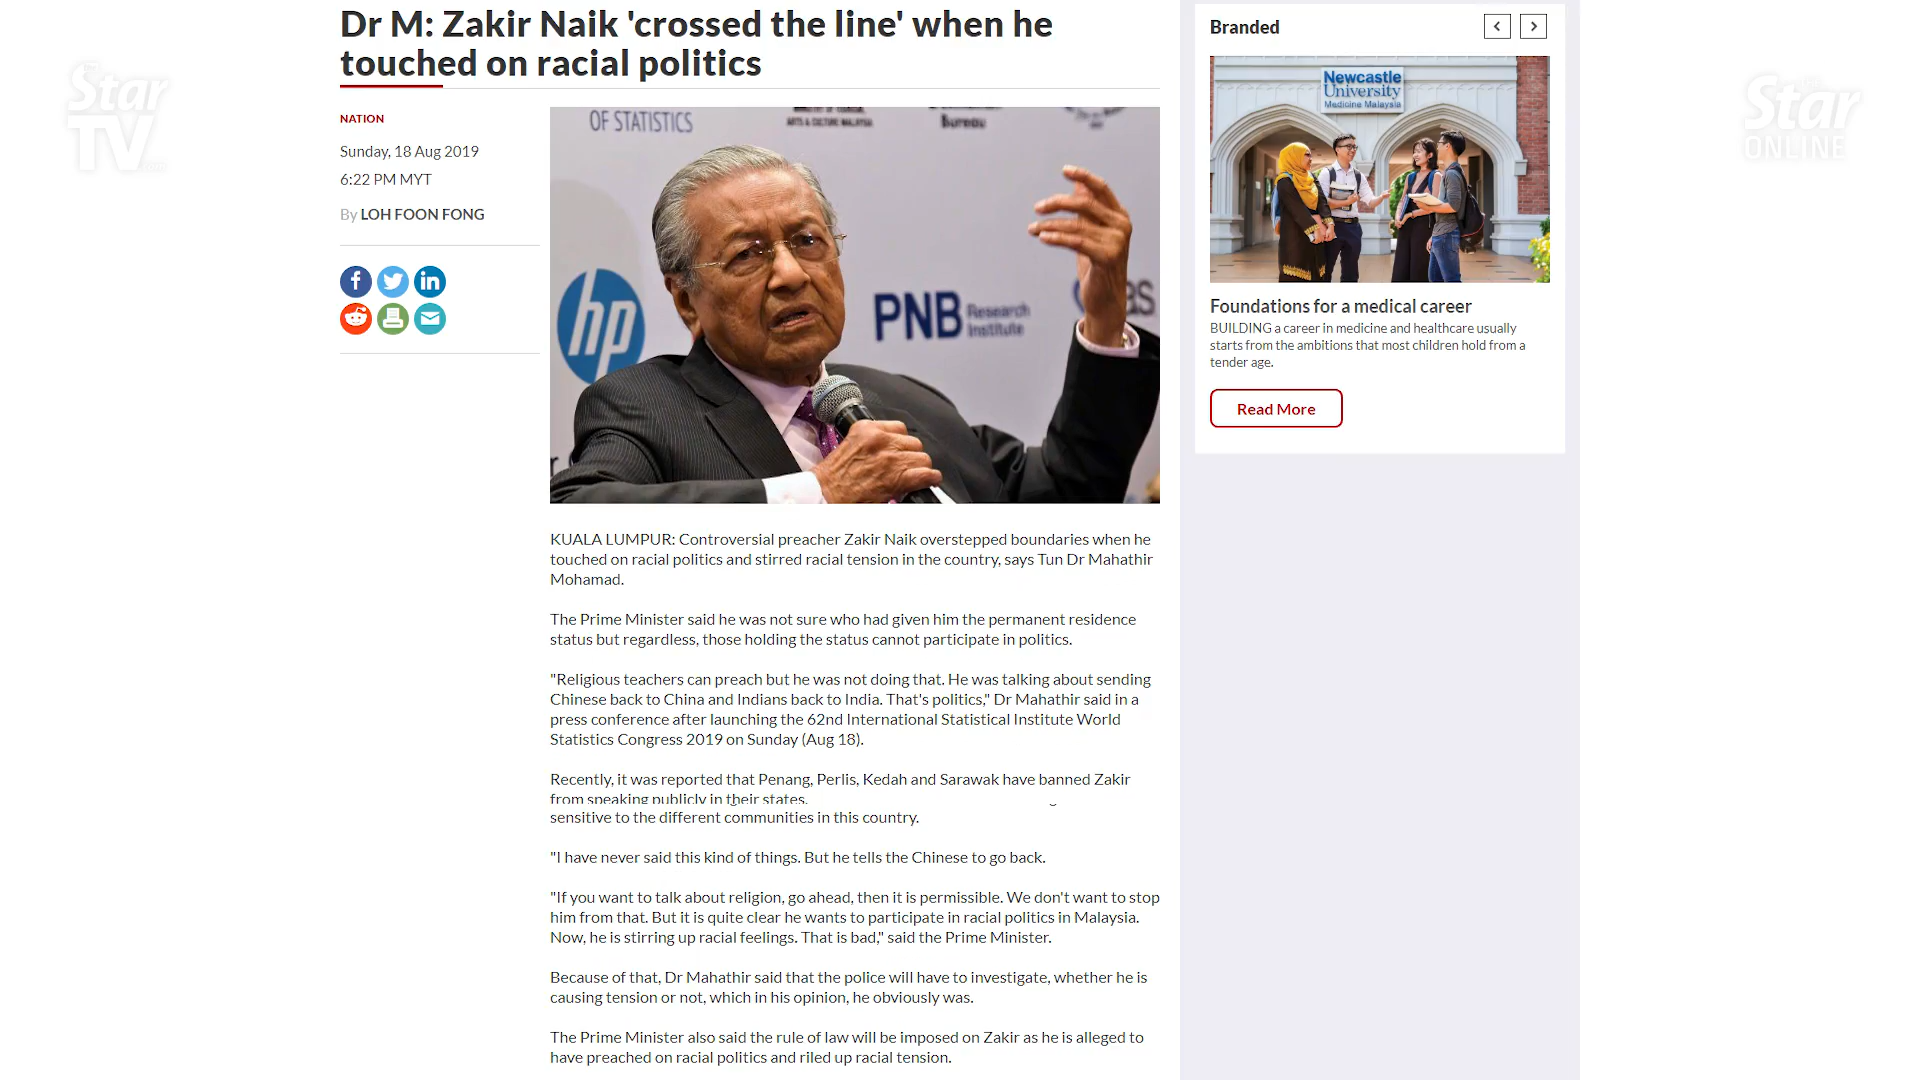 Dr M: Zakir Naik 'crossed the line' when he
touched on racial politics
Star
TV
.com
NATION
Sunday, 18 Aug 2019
6:22 PM MYT
By LOH FOON FONG
OF STATISTICS
ARTS & CULTURE MALAYSIA
Bureau
hp
PNB Research
Institute
KUALA LUMPUR: Controversial preacher Zakir Naik overstepped boundaries when he
touched on racial politics and stirred racial tension in the country, says Tun Dr Mahathir
Mohamad.
The Prime Minister said he was not sure who had given him the permanent residence
status but regardless, those holding the status cannot participate in politics.
"Religious teachers can preach but he was not doing that. He was talking about sending
Chinese back to China and Indians back to India. That's politics," Dr Mahathir said in a
press conference after launching the 62nd International Statistical Institute World
Statistics Congress 2019 on Sunday (Aug 18).
Recently, it was reported that Penang, Perlis, Kedah and Sarawak have banned Zakir
from speaking publicly in their states.
sensitive to the different communities in this country.
"I have never said this kind of things. But he tells the Chinese to go back.
"If you want to talk about religion, go ahead, then it is permissible. We don't want to stop
him from that. But it is quite clear he wants to participate in racial politics in Malaysia.
Now, he is stirring up racial feelings. That is bad," said the Prime Minister.
Because of that, Dr Mahathir said that the police will have to investigate, whether he is
causing tension or not, which in his opinion, he obviously was.
The Prime Minister also said the rule of law will be imposed on Zakir as he is alleged to
have preached on racial politics and riled up racial tension.
Branded
Newcastle
University
Medicine Malaysia
Foundations for a medical career
BUILDING a career in medicine and healthcare usually
starts from the ambitions that most children hold from a
tender age.
Read More
Star
ONLINE